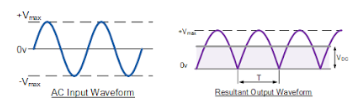 +Vmax
0v
-Vmax
AC Input Waveform
+Vmax
0v
VDC
T
Resultant Output Waveform